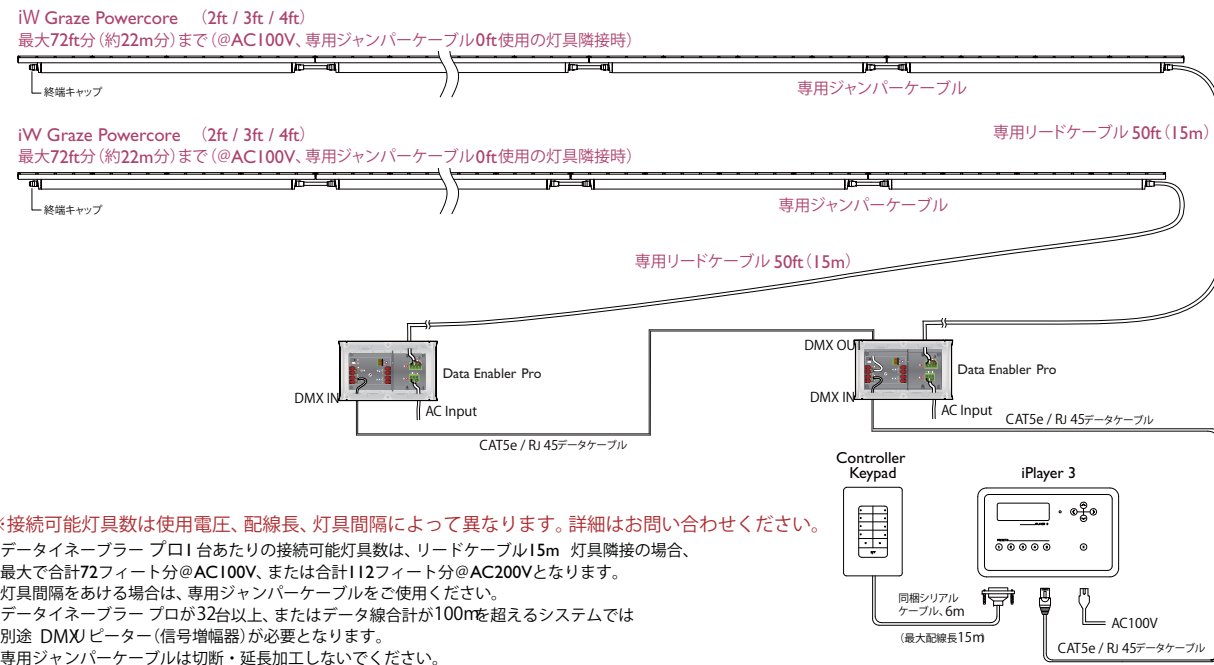 iW Graze Powercore (2ft / 3ft / 4ft)
最大72ft分(約22m分)まで(@AC100V、専用ジャンパーケーブル0ft使用の灯具隣接時)
終端キャップ
専用ジャンパーケーブル
専用リードケーブル 50ft(15m)
iW Graze Powercore (2ft / 3ft / 4ft)
最大72ft分(約22m分)まで(@AC100V、専用ジャンパーケーブル0ft使用の灯具隣接時)
終端キャップ
専用ジャンパーケーブル
専用リードケーブル 50ft(15m)
Data Enabler Pro
DMX IN
AC Input
CAT5e / RJ 45データケーブル
DMX OUT
Data Enabler Pro
DMX IN
AC Input
CAT5e / RJ 45データケーブル
Controller
Keypad
iPlayer 3
同梱シリアル
ケーブル、6m
(最大配線長15m)
AC100V
CAT5e / RJ 45データケーブル
※接続可能灯具数は使用電圧、配線長、灯具間隔によって異なります。詳細はお問い合わせください。
データイネーブラー プロ1台あたりの接続可能灯具数は、リードケーブル15m 灯具隣接の場合、
最大で合計72フィート分@AC100V、または合計112フィート分@AC200Vとなります。
灯具間隔をあける場合は、専用ジャンパーケーブルをご使用ください。
データイネーブラー プロが32台以上、またはデータ線合計が100mを超えるシステムでは
別途 DMXリピーター(信号増幅器)が必要となります。
専用ジャンパーケーブルは切断・延長加工しないでください。